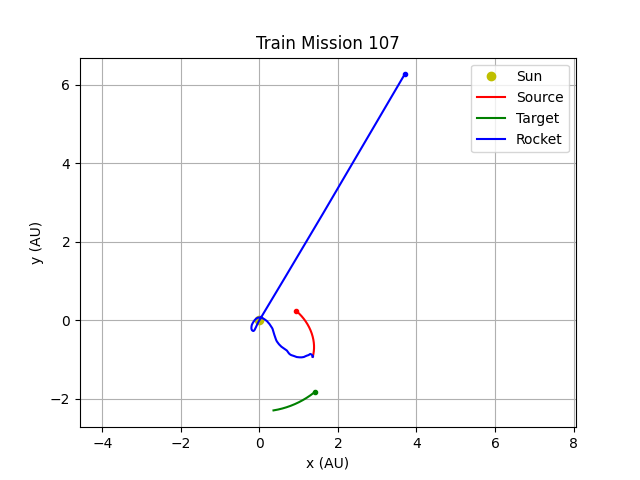 Train Mission 107
Sun
Source
Target
Rocket
y (AU)
6
4
2
0
−2
−4
−2
0
2
4
6
8
x (AU)